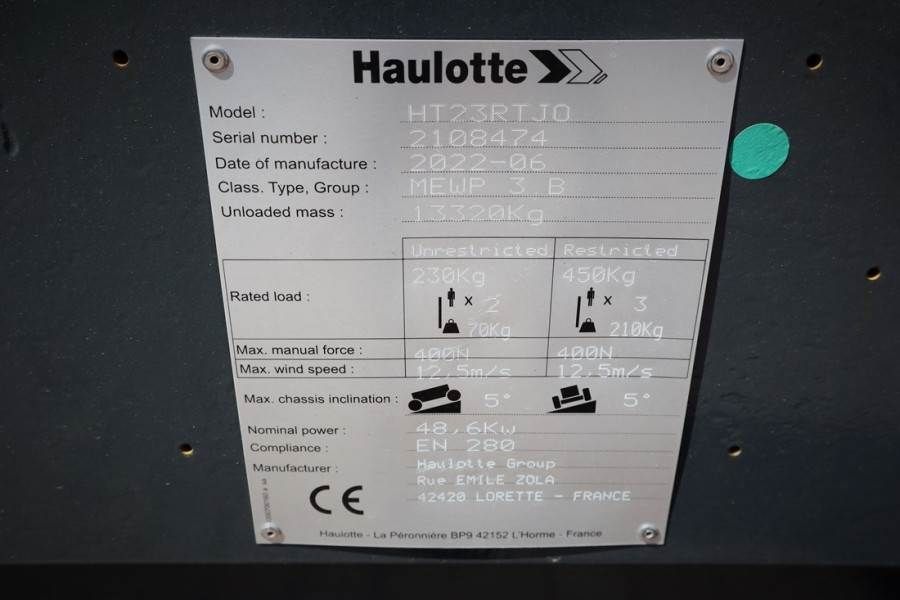 Haulotte
Model : HT23RTJO
Serial number : 2108474
Date of manufacture : 2022-06
Class. Type, Group : MEWP 3 B
Unloaded mass : 13320Kg
Unrestricted Restricted
Rated load : 230Kg 450Kg
x 2 x 3
70Kg 210Kg
Max. manual force : 400N 400N
Max. wind speed : 12,5m/s 12,5m/s
Max. chassis inclination : 5° 5°
Nominal power : 48,6Kw
Compliance : EN 280
Manufacturer : Haulotte Group
Rue EMILE ZOLA
42420 LORETTE - FRANCE
CE
Haulotte - La Péronnière BP9 42152 L'Horme - France